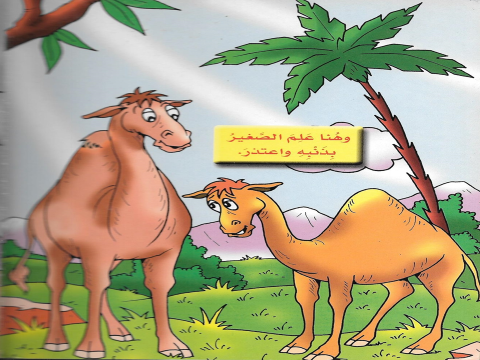 وهُنا عَلِمَ الصّغيرُ
بِذَنْبِهِ واعتذرَ.